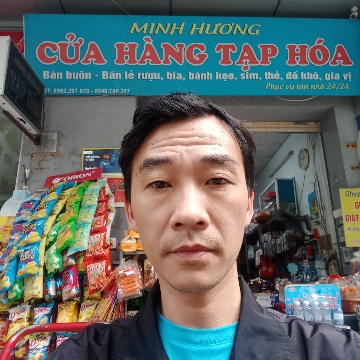 MINH HƯƠNG
CỬA HÀNG TẠP HÓA
Bán buôn - Bán lẻ rượu, bia, bánh kẹo, sim, thẻ, đồ khô, gia vị
Phục vụ tận nhà 24/24
ORION